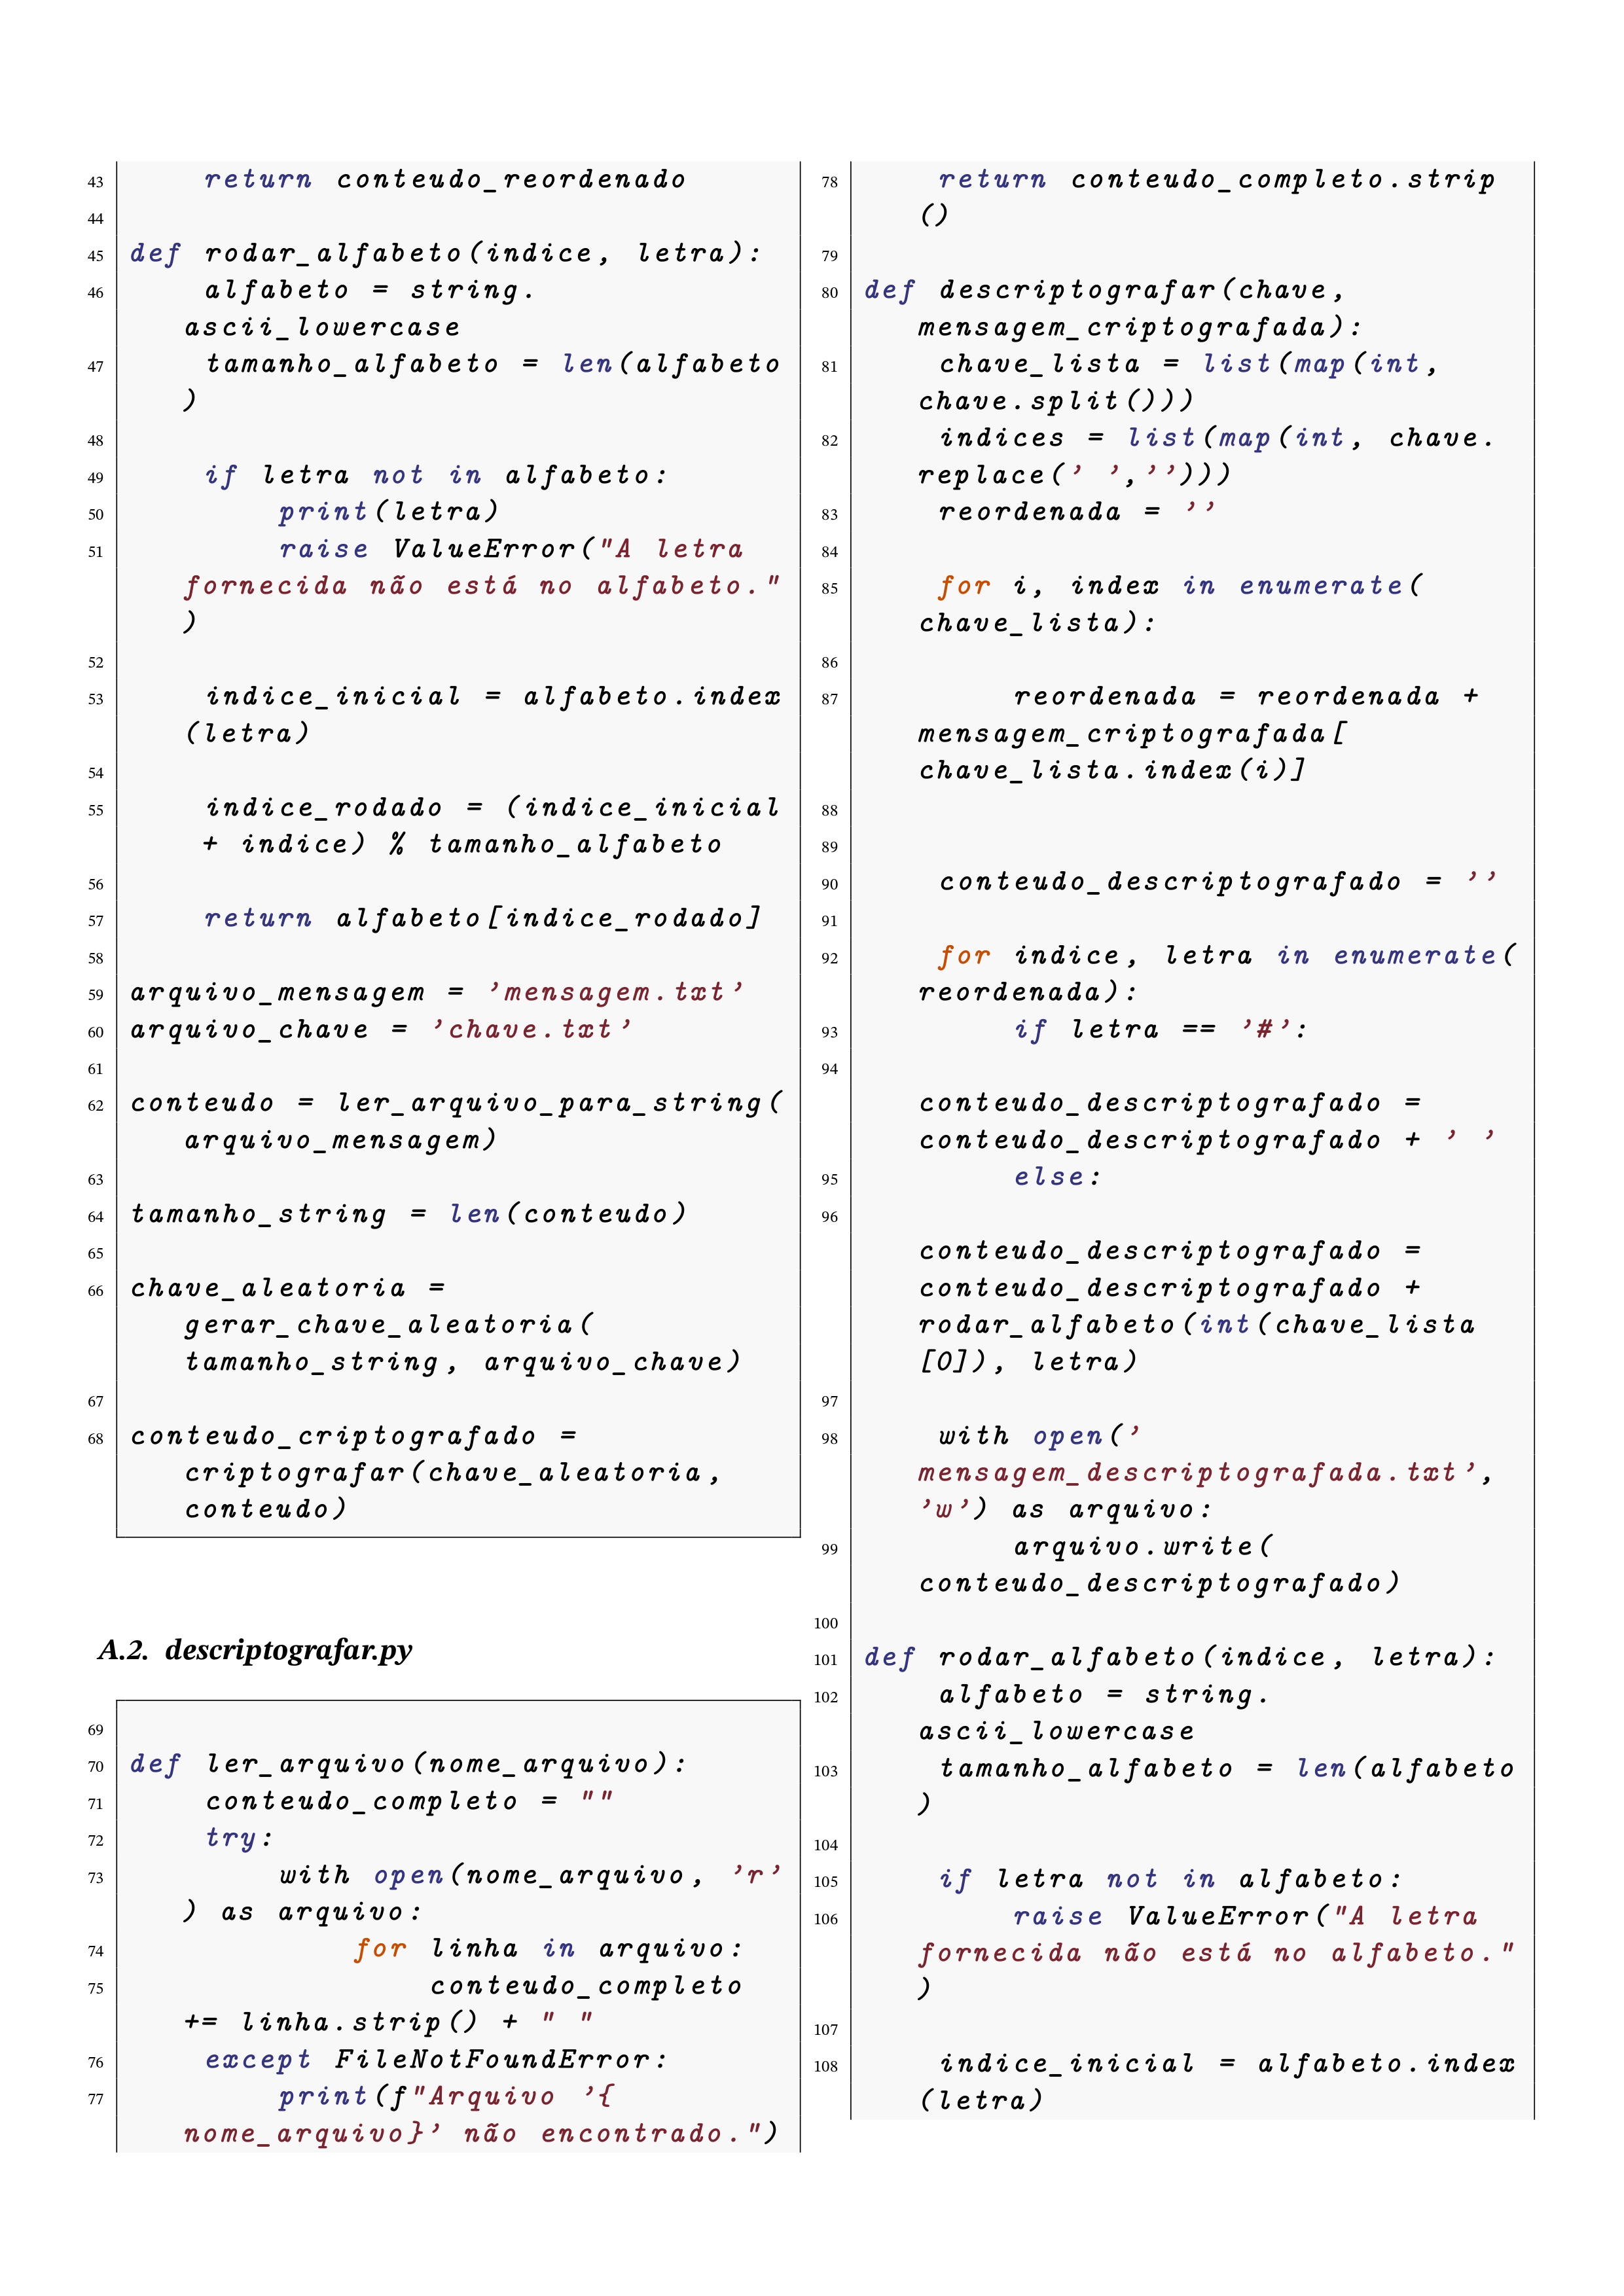 43 return conteudo_reordenado
44
45 def rodar_alfabeto(indice, letra):
46 alfabeto = string.
ascii_lowercase
47 tamanho_alfabeto = len(alfabeto
)
48
49 if letra not in alfabeto:
50 print(letra)
51 raise ValueError("A letra
fornecida não está no alfabeto."
)
52
53 indice_inicial = alfabeto.index
(letra)
54
55 indice_rodado = (indice_inicial
+ indice) % tamanho_alfabeto
56
57 return alfabeto[indice_rodado]
58
59 arquivo_mensagem = 'mensagem.txt'
60 arquivo_chave = 'chave.txt'
61
62 conteudo = ler_arquivo_para_string(
arquivo_mensagem)
63
64 tamanho_string = len(conteudo)
65
66 chave_aleatoria =
gerar_chave_aleatoria(
tamanho_string, arquivo_chave)
67
68 conteudo_criptografado =
criptografar(chave_aleatoria,
conteudo)
A.2. descriptografar.py
69
70 def ler_arquivo(nome_arquivo):
71 conteudo_completo = ""
72 try:
73 with open(nome_arquivo, 'r'
) as arquivo:
74 for linha in arquivo:
75 conteudo_completo
+= linha.strip() + " "
76 except FileNotFoundError:
77 print(f"Arquivo '{
nome_arquivo}' não encontrado.")
78 return conteudo_completo.strip
()
79
80 def descriptografar(chave,
mensagem_criptografada):
81 chave_lista = list(map(int,
chave.split()))
82 indices = list(map(int, chave.
replace(' ','')))
83 reordenada = ''
84
85 for i, index in enumerate(
chave_lista):
86
87 reordenada = reordenada +
mensagem_criptografada[
chave_lista.index(i)]
88
89
90 conteudo_descriptografado = ''
91
92 for indice, letra in enumerate(
reordenada):
93 if letra == '#':
94
conteudo_descriptografado =
conteudo_descriptografado + ' '
95 else:
96
conteudo_descriptografado =
conteudo_descriptografado +
rodar_alfabeto(int(chave_lista
[0]), letra)
97
98 with open('
mensagem_descriptografada.txt',
'w') as arquivo:
99 arquivo.write(
conteudo_descriptografado)
100
101 def rodar_alfabeto(indice, letra):
102 alfabeto = string.
ascii_lowercase
103 tamanho_alfabeto = len(alfabeto
)
104
105 if letra not in alfabeto:
106 raise ValueError("A letra
fornecida não está no alfabeto."
)
107
108 indice_inicial = alfabeto.index
(letra)